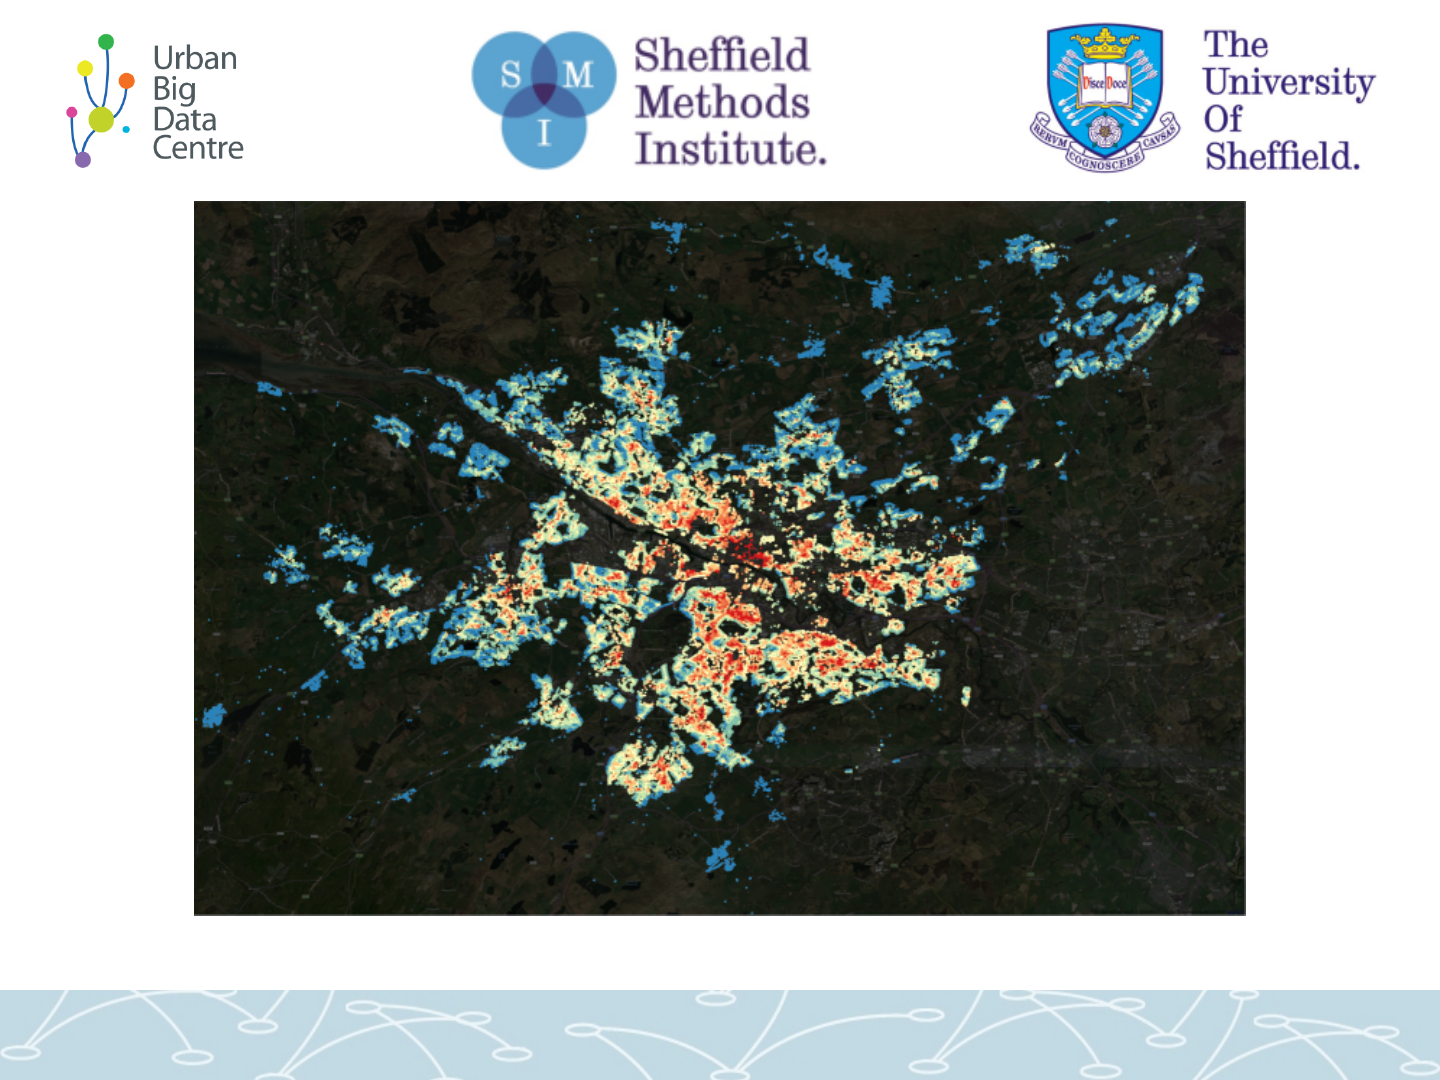 Urban
Big
Data
Centre
S M
I
Sheffield
Methods
Institute.
Disce Doce
RERVM COGNOSCERE CAVSAS
The
University
Of
Sheffield.